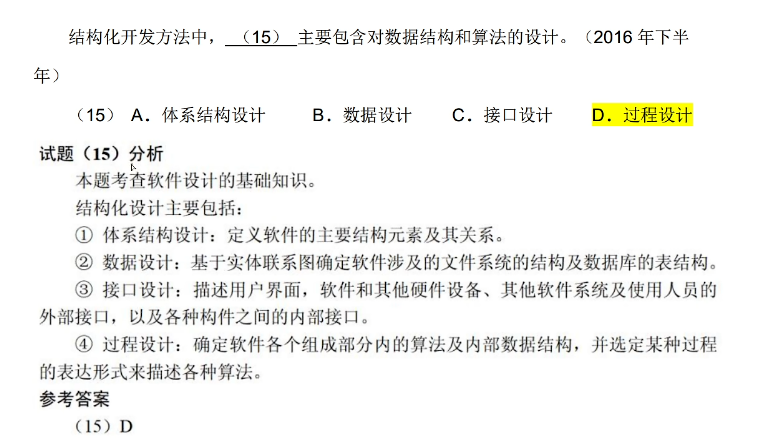 结构化开发方法中，（15）主要包含对数据结构和算法的设计。（2016 年下半
年）
（15） A．体系结构设计 B．数据设计 C．接口设计 D．过程设计
试题（15）分析
本题考查软件设计的基础知识。
结构化设计主要包括：
① 体系结构设计：定义软件的主要结构元素及其关系。
② 数据设计：基于实体联系图确定软件涉及的文件系统的结构及数据库的表结构。
③ 接口设计：描述用户界面，软件和其他硬件设备、其他软件系统及使用人员的
外部接口，以及各种构件之间的内部接口。
④ 过程设计：确定软件各个组成部分内的算法及内部数据结构，并选定某种过程
的表达形式来描述各种算法。
参考答案
（15）D